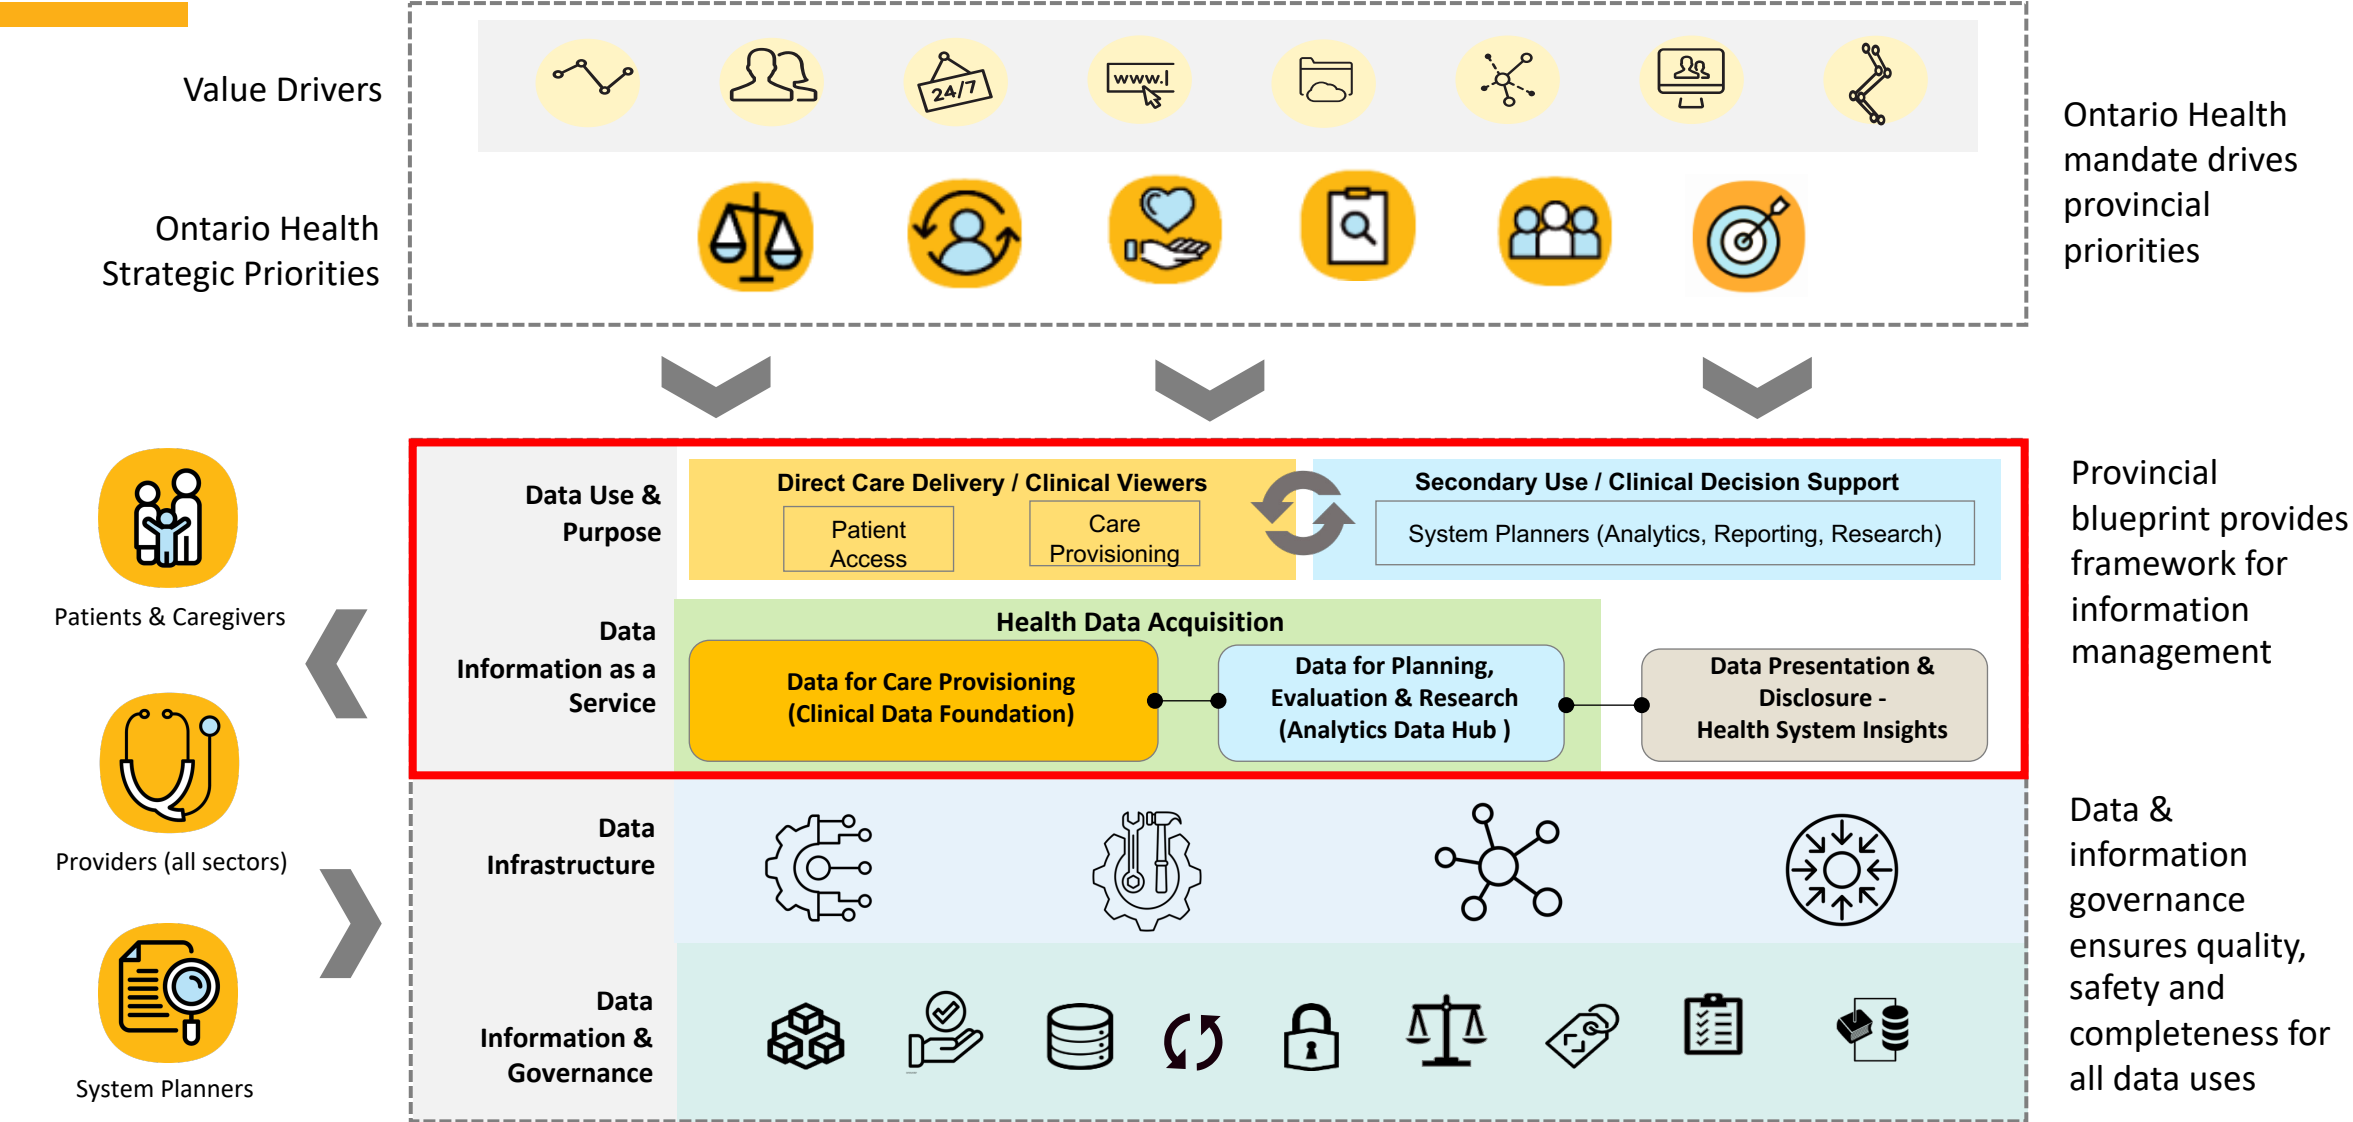 Value Drivers
24/7
www.
Ontario Health
Strategic Priorities
Ontario Health
mandate drives
provincial
priorities
Patients & Caregivers
Providers (all sectors)
System Planners
Data Use &
Purpose
Direct Care Delivery / Clinical Viewers
Patient
Access
Care
Provisioning
Secondary Use / Clinical Decision Support
System Planners (Analytics, Reporting, Research)
Data
Information as a
Service
Health Data Acquisition
Data for Care Provisioning
(Clinical Data Foundation)
Data for Planning,
Evaluation & Research
(Analytics Data Hub )
Data Presentation &
Disclosure -
Health System Insights
Provincial
blueprint provides
framework for
information
management
Data
Infrastructure
Data
Information &
Governance
Data &
information
governance
ensures quality,
safety and
completeness for
all data uses